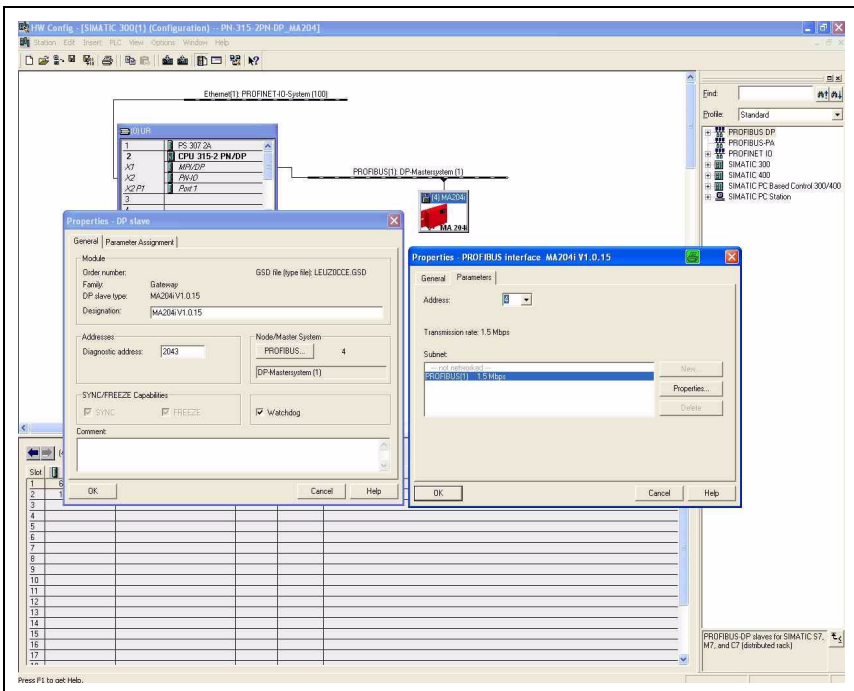 HW Config - [SIMATIC 300(1) (Configuration) -- PN-315-2PN-DP_MA204]
Station Edit Insert PLC View Options Window Help
Ethernet(1): PROFINET-IO-System (100)
(0) UR
1 PS 307 2A
2 CPU 315-2 PN/DP
X1 MPI/DP
X2 PN-IO
X2 P1 Port 1
3
PROFIBUS(1): DP-Mastersystem (1)
(4) MA204i
MA 204i
Find:
Profile: Standard
PROFIBUS DP
PROFIBUS-PA
PROFINET IO
SIMATIC 300
SIMATIC 400
SIMATIC PC Based Control 300/400
SIMATIC PC Station
Properties - DP slave
General Parameter Assignment
Module
Order number:
GSD file (type file): LEUZ0CCE.GSD
Family: Gateway
DP slave type: MA204i V1.0.15
Designation: MA204i V1.0.15
Addresses
Diagnostic address: 2043
Node/Master System
PROFIBUS... 4
DP-Mastersystem (1)
SYNC/FREEZE Capabilities
SYNC FREEZE
Watchdog
Comment:
OK Cancel Help
Properties - PROFIBUS interface MA204i V1.0.15
General Parameters
Address: 4
Transmission rate: 1.5 Mbps
Subnet:
--- not networked ---
PROFIBUS(1) 1.5 Mbps
New...
Properties...
Delete
OK Cancel Help
Slot
1 6
2 1
3
4
5
6
7
8
9
10
11
12
13
14
15
16
17
PROFIBUS-DP slaves for SIMATIC S7,
M7, and C7 (distributed rack)
Press F1 to get Help.